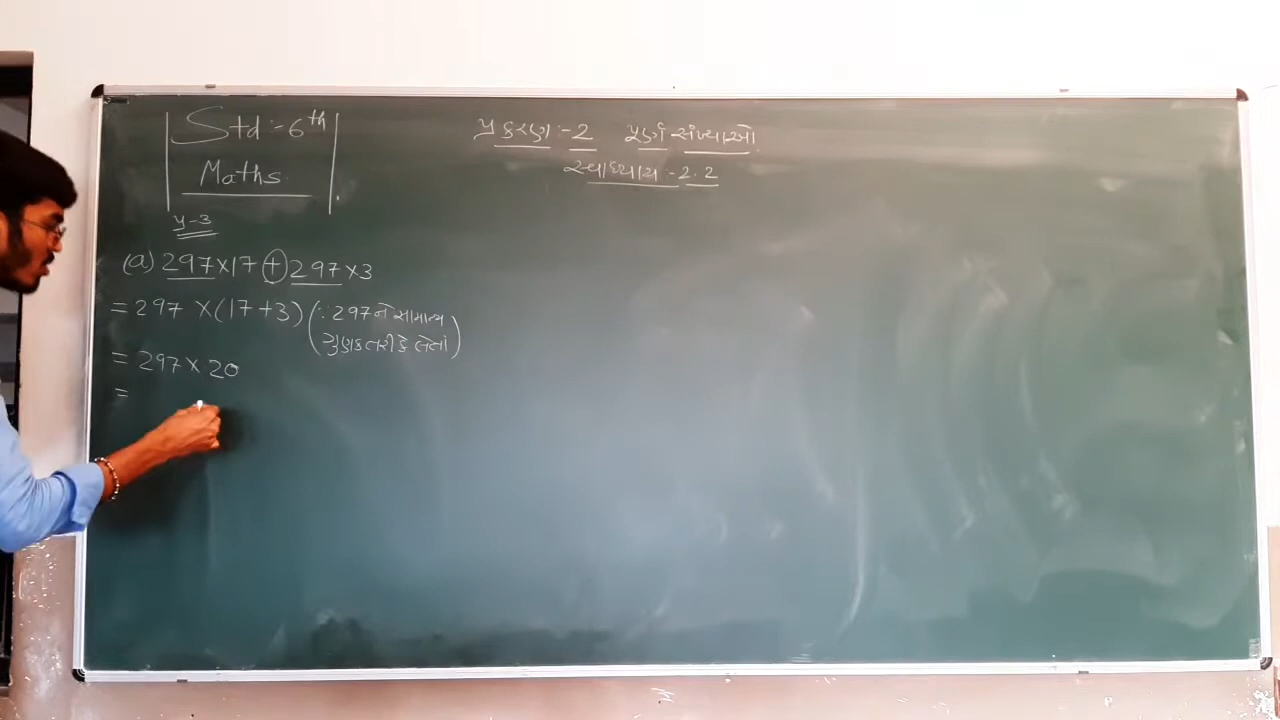 Std :- 6th
Maths.
પ્રકરણ :- 2 પૂર્ણ સંખ્યાઓ
સ્વાધ્યાય :- 2.2
પ્ર-3
(a) 297×17 + 297×3
= 297 ×(17+3) (∵ 297ને સામાન્ય
ગુણક તરીકે લેતાં)
= 297 × 20
=